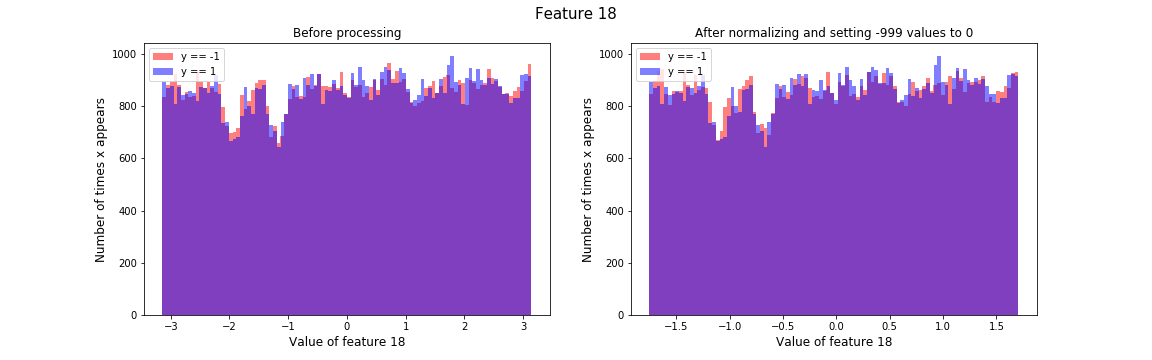 Feature 18
Before processing
y == -1
y == 1
1000
800
600
400
200
0
−3
−2
−1
0
1
2
3
Number of times x appears
Value of feature 18
After normalizing and setting -999 values to 0
y == -1
y == 1
1000
800
600
400
200
0
−1.5
−1.0
−0.5
0.0
0.5
1.0
1.5
Number of times x appears
Value of feature 18